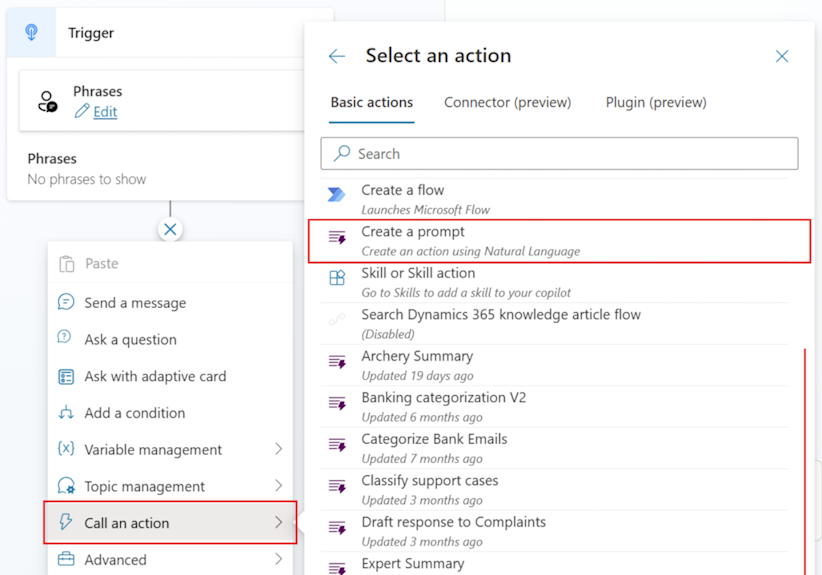 Trigger
Phrases
Edit
Phrases
No phrases to show
Paste
Send a message
Ask a question
Ask with adaptive card
Add a condition
{x} Variable management
Topic management
Call an action
Advanced
Select an action
Basic actions Connector (preview) Plugin (preview)
Search
Create a flow
Launches Microsoft Flow
Create a prompt
Create an action using Natural Language
Skill or Skill action
Go to Skills to add a skill to your copilot
Search Dynamics 365 knowledge article flow
(Disabled)
Archery Summary
Updated 19 days ago
Banking categorization V2
Updated 6 months ago
Categorize Bank Emails
Updated 7 months ago
Classify support cases
Updated 3 months ago
Draft response to Complaints
Updated 3 months ago
Expert Summary